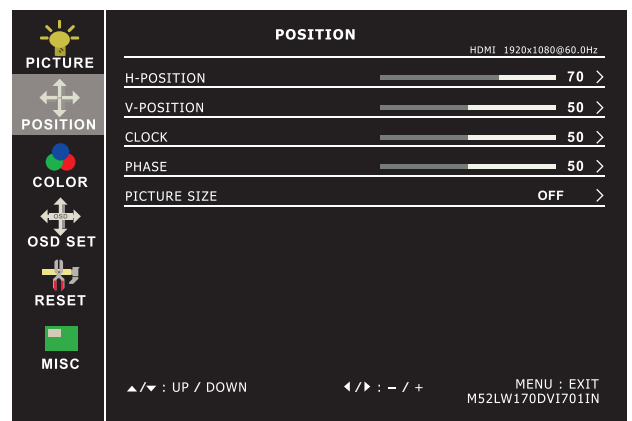 PICTURE
POSITION
COLOR
OSD
OSD SET
RESET
MISC
POSITION
HDMI 1920x1080@60.0Hz
H-POSITION 70 >
V-POSITION 50 >
CLOCK 50 >
PHASE 50 >
PICTURE SIZE OFF >
▲/▼ : UP / DOWN ◀/▶ : – / + MENU : EXIT
M52LW170DVI701IN